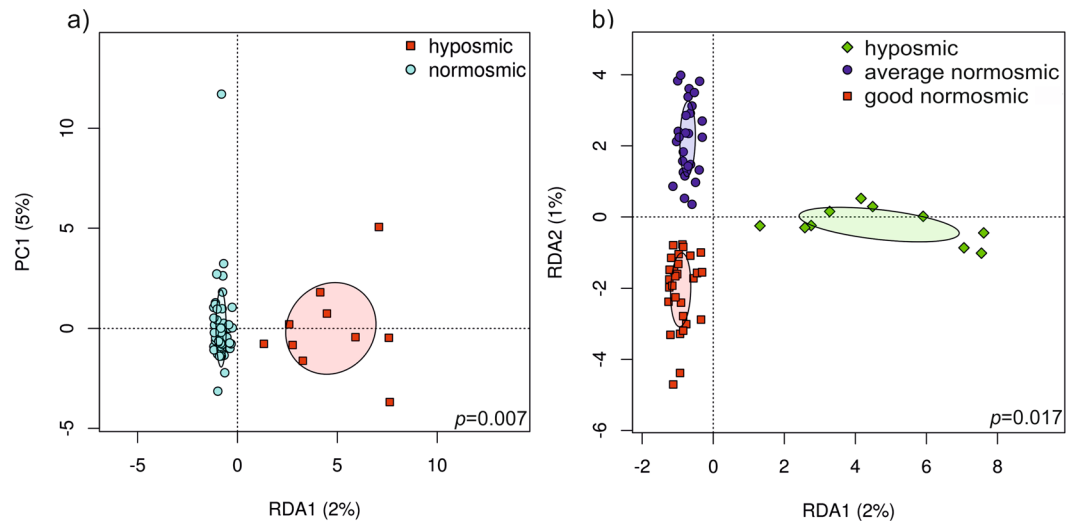 a)
hyposmic
normosmic
PC1 (5%)
10
5
0
-5
-5
0
5
10
RDA1 (2%)
p=0.007
b)
hyposmic
average normosmic
good normosmic
RDA2 (1%)
4
2
0
-2
-4
-6
-2
0
2
4
6
8
RDA1 (2%)
p=0.017